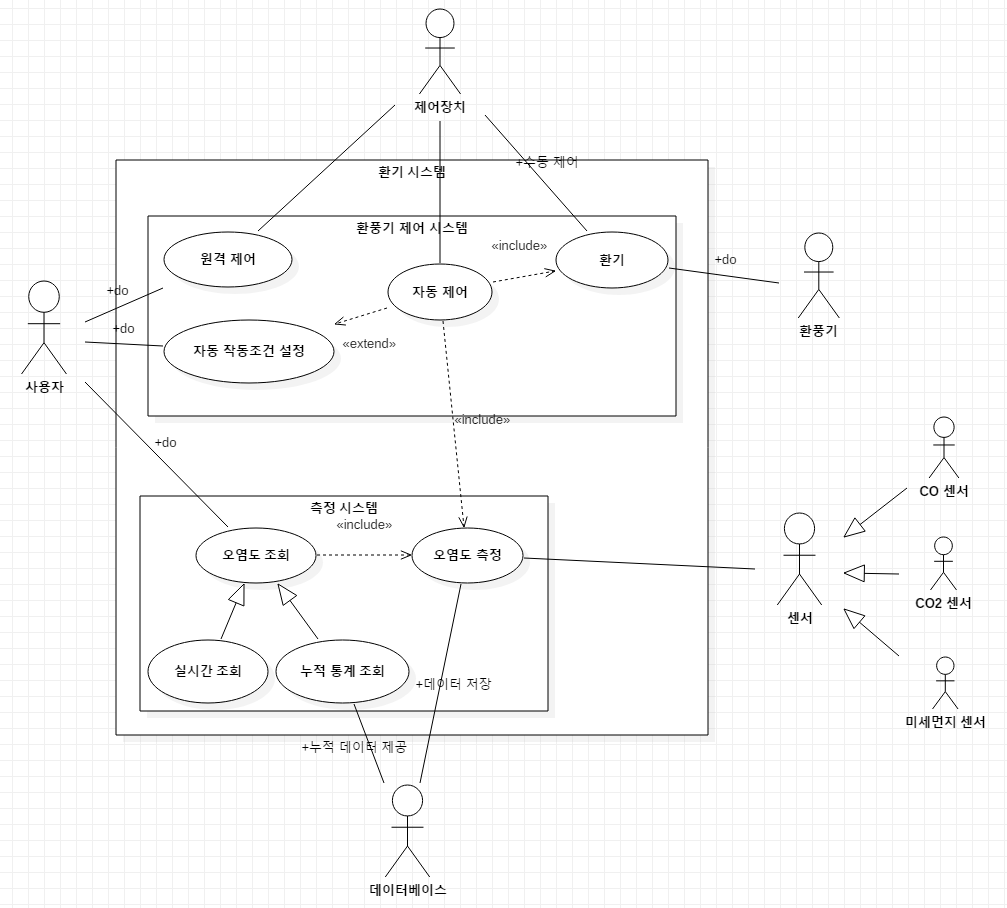 제어장치
+수동 제어
환기 시스템
환풍기 제어 시스템
«include»
원격 제어
환기
+do
자동 제어
+do
환풍기
+do
«extend»
자동 작동조건 설정
사용자
«include»
+do
CO 센서
측정 시스템
«include»
오염도 조회
오염도 측정
CO2 센서
센서
실시간 조회
누적 통계 조회
+데이터 저장
미세먼지 센서
+누적 데이터 제공
데이터베이스